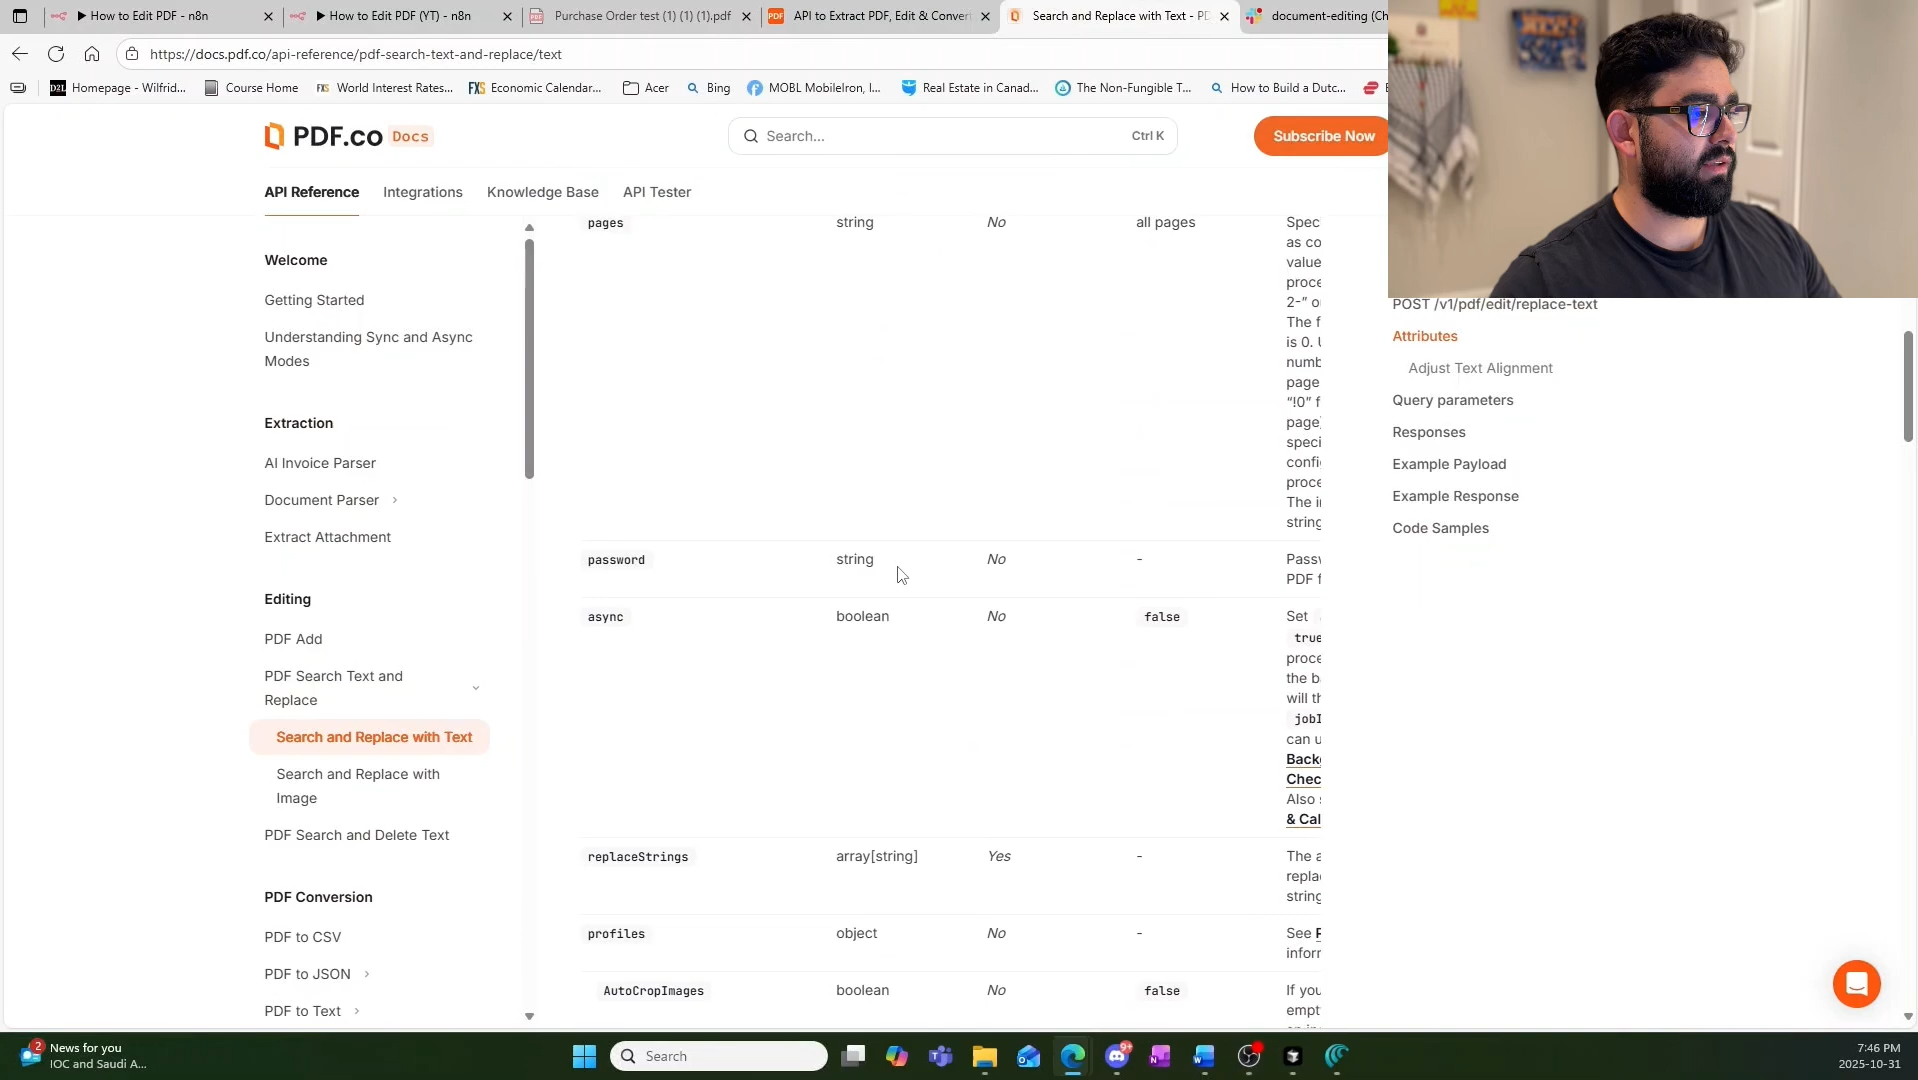 How to Edit PDF - n8n
How to Edit PDF (YT) - n8n
Purchase Order test (1) (1) (1).pdf
PDF
API to Extract PDF, Edit & Conver
Search and Replace with Text - PD
document-editing (Ch
https://docs.pdf.co/api-reference/pdf-search-text-and-replace/text
D2L Homepage - Wilfrid...
Course Home
FXS World Interest Rates...
FXS Economic Calendar...
Acer
Bing
MOBL MobileIron, I...
Real Estate in Canad...
The Non-Fungible T...
How to Build a Dutc...
PDF.co Docs
Search...
Ctrl K
Subscribe Now
API Reference
Integrations
Knowledge Base
API Tester
Welcome
Getting Started
Understanding Sync and Async
Modes
Extraction
AI Invoice Parser
Document Parser
Extract Attachment
Editing
PDF Add
PDF Search Text and
Replace
Search and Replace with Text
Search and Replace with
Image
PDF Search and Delete Text
PDF Conversion
PDF to CSV
PDF to JSON
PDF to Text
pages string No all pages Spec
as co
value
proce
2-" o
The f
is 0. U
numb
page
"!0" f
page
speci
confi
proce
The i
string
password string No - Passw
PDF f
async boolean No false Set
true
proce
the b
will th
jobI
can u
Back
Chec
Also s
& Cal
replaceStrings array[string] Yes - The a
repla
string
profiles object No - See P
inforr
AutoCropImages boolean No false If you
empt
POST /v1/pdf/edit/replace-text
Attributes
Adjust Text Alignment
Query parameters
Responses
Example Payload
Example Response
Code Samples
2
News for you
IOC and Saudi A...
Search
9+
7:46 PM
2025-10-31